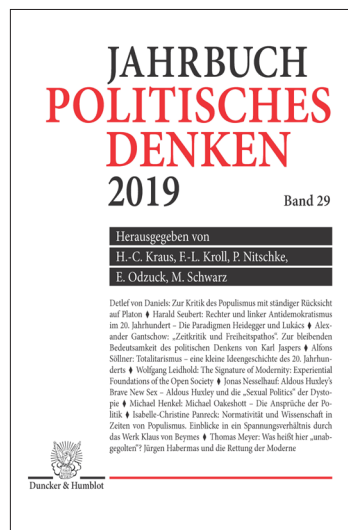 JAHRBUCH
POLITISCHES
DENKEN
2019
Band 29
Herausgegeben von
H.-C. Kraus, F.-L. Kroll, P. Nitschke,
E. Odzuck, M. Schwarz
Detlef von Daniels: Zur Kritik des Populismus mit ständiger Rücksicht
auf Platon ♦ Harald Seubert: Rechter und linker Antidemokratismus
im 20. Jahrhundert – Die Paradigmen Heidegger und Lukács ♦ Alex-
ander Gantschow: „Zeitkritik und Freiheitspathos". Zur bleibenden
Bedeutsamkeit des politischen Denkens von Karl Jaspers ♦ Alfons
Söllner: Totalitarismus – eine kleine Ideengeschichte des 20. Jahrhun-
derts ♦ Wolfgang Leidhold: The Signature of Modernity: Experiential
Foundations of the Open Society ♦ Jonas Nesselhauf: Aldous Huxley's
Brave New Sex – Aldous Huxley und die „Sexual Politics" der Dysto-
pie ♦ Michael Henkel: Michael Oakeshott – Die Ansprüche der Po-
litik ♦ Isabelle-Christine Panreck: Normativität und Wissenschaft in
Zeiten von Populismus. Einblicke in ein Spannungsverhältnis durch
das Werk Klaus von Beymes ♦ Thomas Meyer: Was heißt hier „unab-
gegolten"? Jürgen Habermas und die Rettung der Moderne
Duncker & Humblot